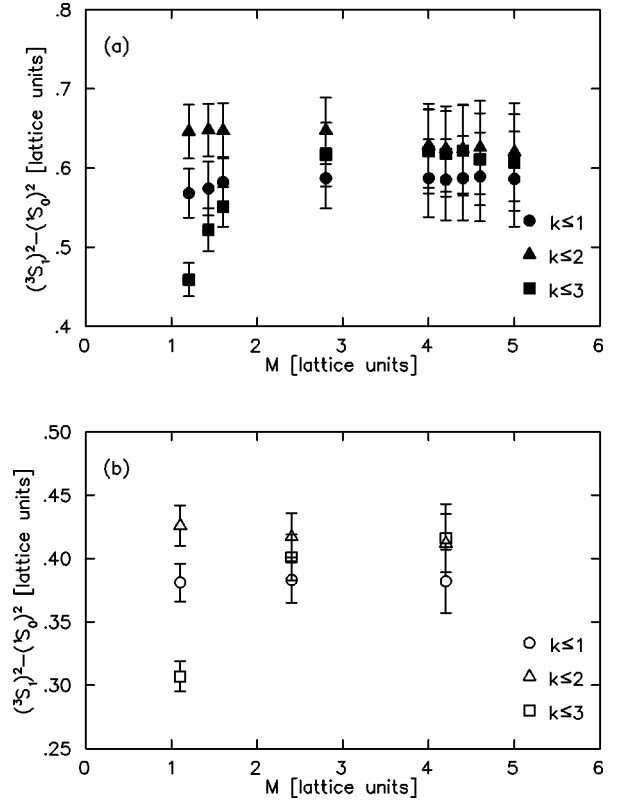 .8
(a)
.7
.6
.5
.4
(³S₁)²−(¹S₀)² [lattice units]
k≤1
k≤2
k≤3
0 1 2 3 4 5 6
M [lattice units]
.50
(b)
.45
.40
.35
.30
.25
(³S₁)²−(¹S₀)² [lattice units]
k≤1
k≤2
k≤3
0 1 2 3 4 5 6
M [lattice units]